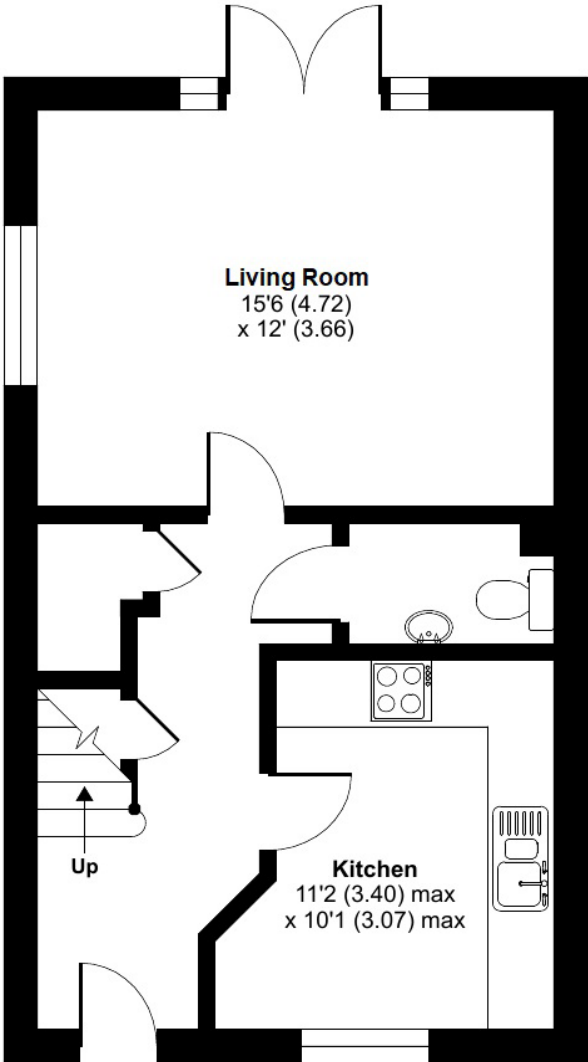 Living Room
15'6 (4.72)
x 12' (3.66)
Up
Kitchen
11'2 (3.40) max
x 10'1 (3.07) max